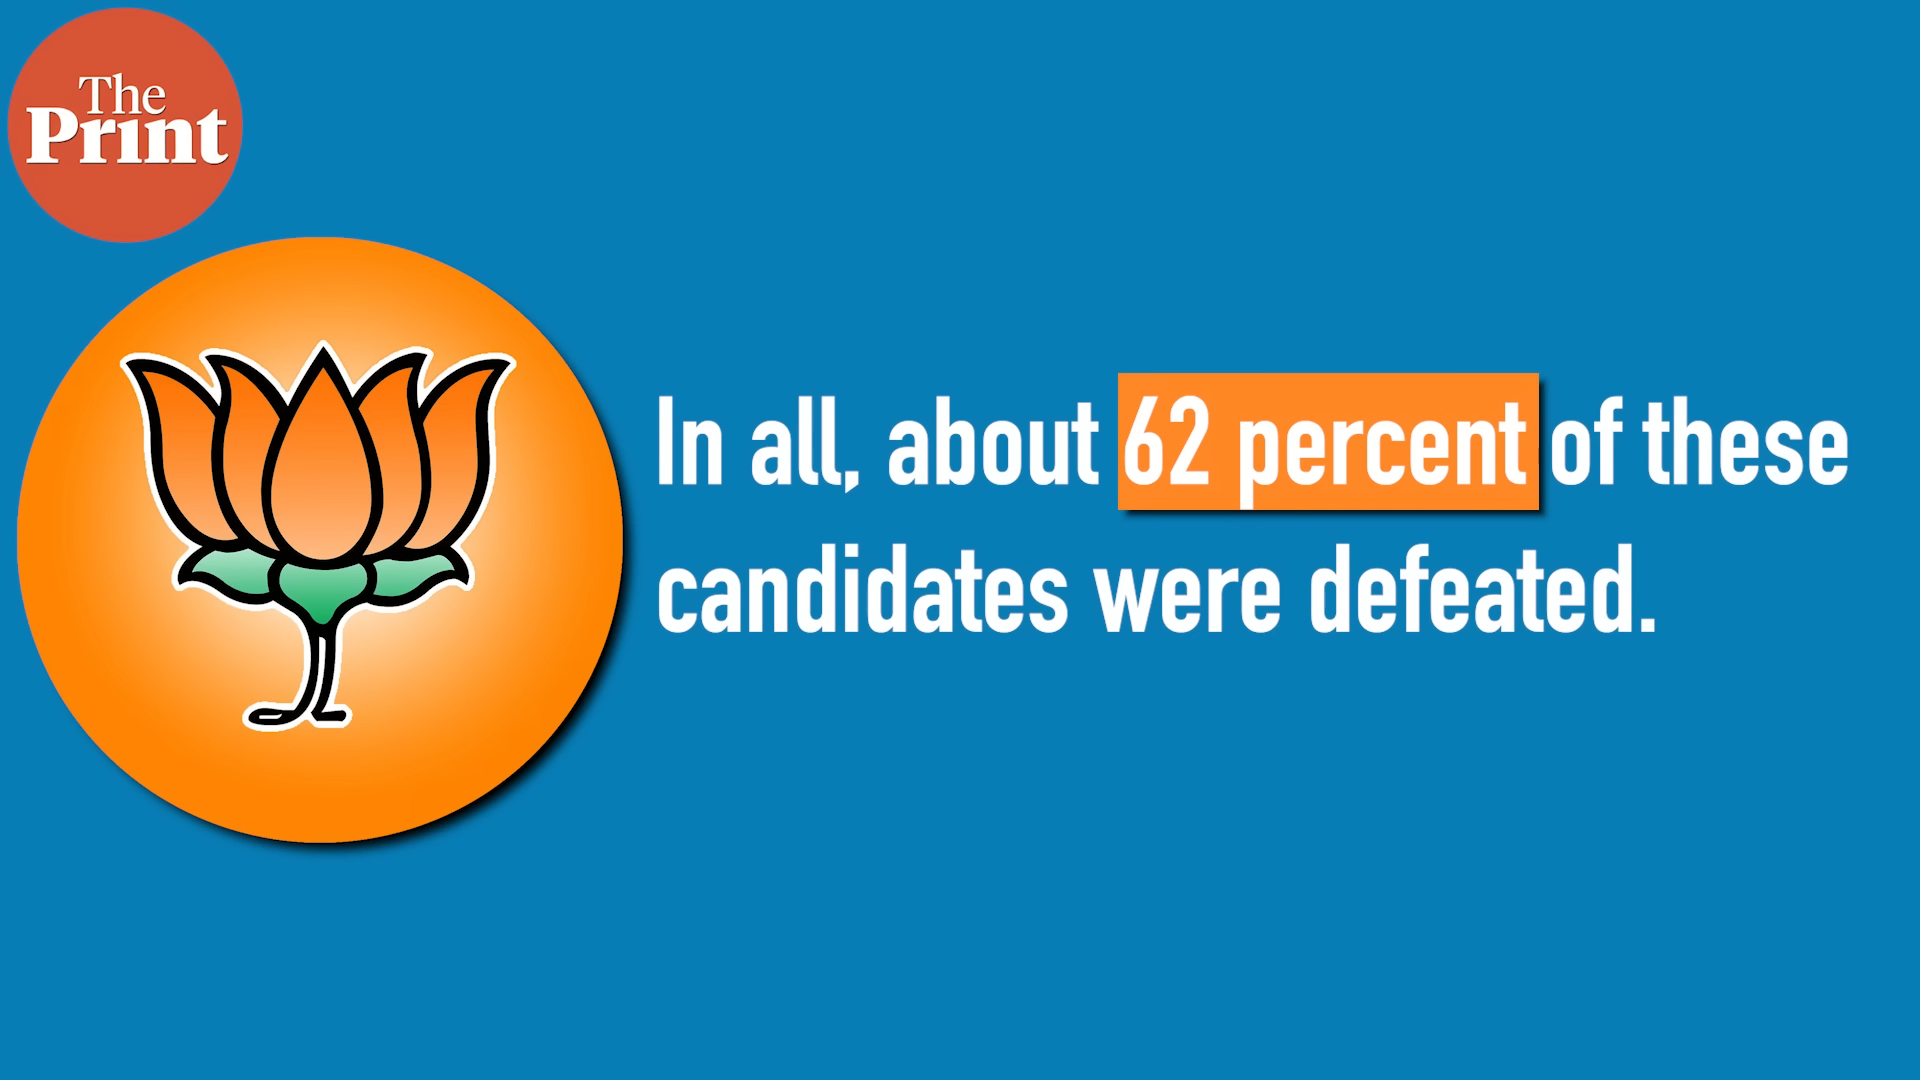 The
Print
In all, about 62 percent of these
candidates were defeated.